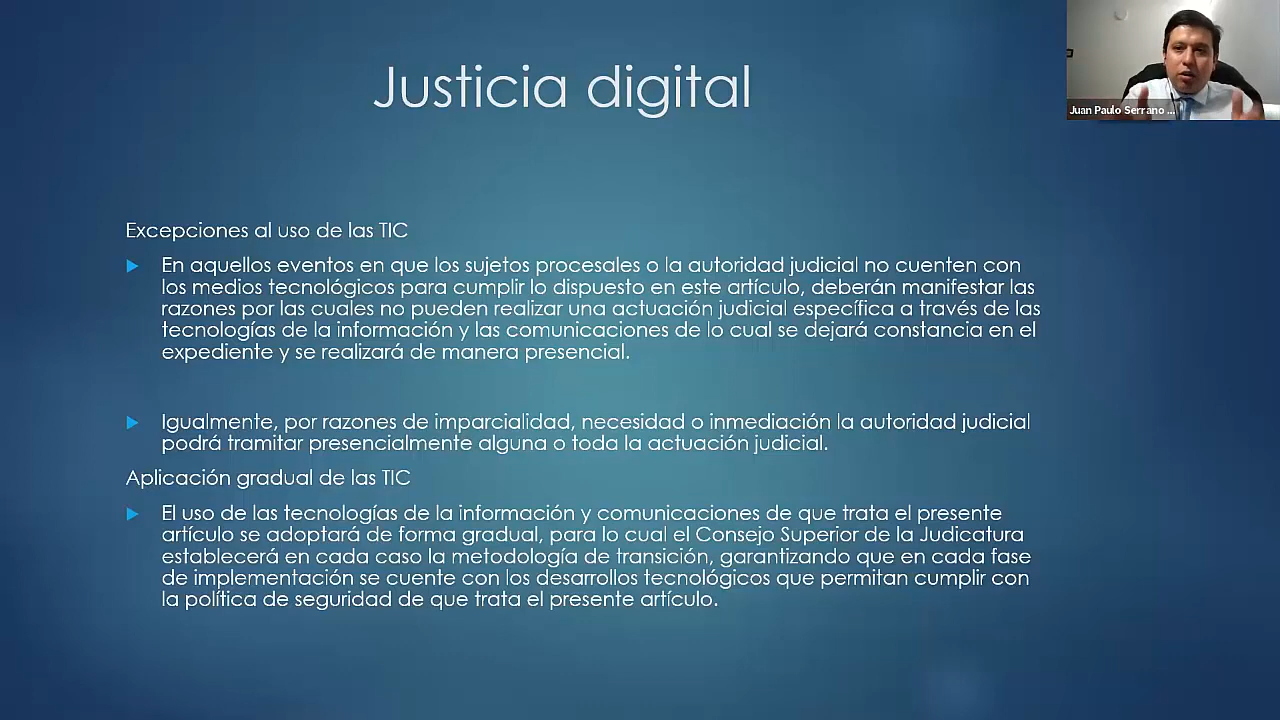 Justicia digital
Juan Paulo Serrano ...
Excepciones al uso de las TIC
En aquellos eventos en que los sujetos procesales o la autoridad judicial no cuenten con
los medios tecnológicos para cumplir lo dispuesto en este artículo, deberán manifestar las
razones por las cuales no pueden realizar una actuación judicial específica a través de las
tecnologías de la información y las comunicaciones de lo cual se dejará constancia en el
expediente y se realizará de manera presencial.
Igualmente, por razones de imparcialidad, necesidad o inmediación la autoridad judicial
podrá tramitar presencialmente alguna o toda la actuación judicial.
Aplicación gradual de las TIC
El uso de las tecnologías de la información y comunicaciones de que trata el presente
artículo se adoptará de forma gradual, para lo cual el Consejo Superior de la Judicatura
establecerá en cada caso la metodología de transición, garantizando que en cada fase
de implementación se cuente con los desarrollos tecnológicos que permitan cumplir con
la política de seguridad de que trata el presente artículo.